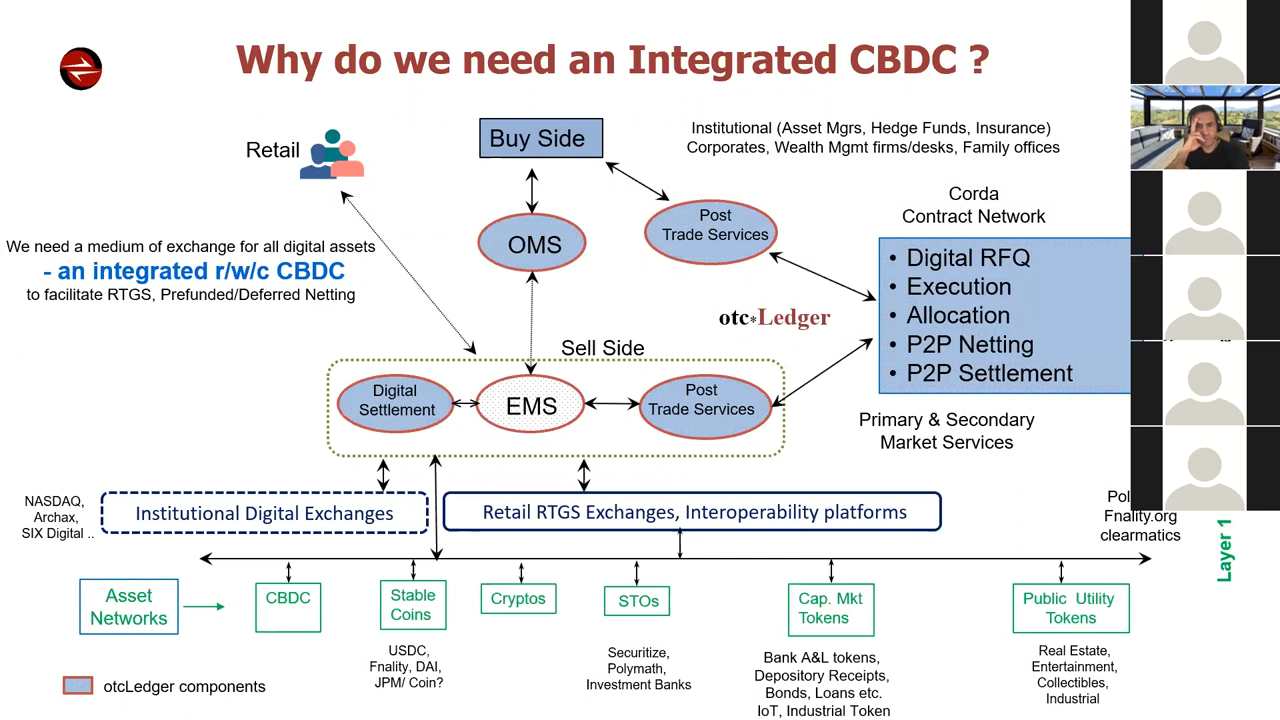 Why do we need an Integrated CBDC ?
Retail
Buy Side
Institutional (Asset Mgrs, Hedge Funds, Insurance)
Corporates, Wealth Mgmt firms/desks, Family offices
Corda
Contract Network
Post
Trade Services
OMS
We need a medium of exchange for all digital assets
- an integrated r/w/c CBDC
to facilitate RTGS, Prefunded/Deferred Netting
• Digital RFQ
• Execution
• Allocation
• P2P Netting
• P2P Settlement
otc*Ledger
Sell Side
Digital
Settlement
EMS
Post
Trade Services
Primary & Secondary
Market Services
NASDAQ,
Archax,
SIX Digital ..
Institutional Digital Exchanges
Retail RTGS Exchanges, Interoperability platforms
Fnality.org
clearmatics
Layer 1
Asset
Networks
CBDC
Stable
Coins
Cryptos
STOs
Cap. Mkt
Tokens
Public Utility
Tokens
USDC,
Fnality, DAI,
JPM/ Coin?
Securitize,
Polymath,
Investment Banks
Bank A&L tokens,
Depository Receipts,
Bonds, Loans etc.
IoT, Industrial Token
Real Estate,
Entertainment,
Collectibles,
Industrial
otcLedger components